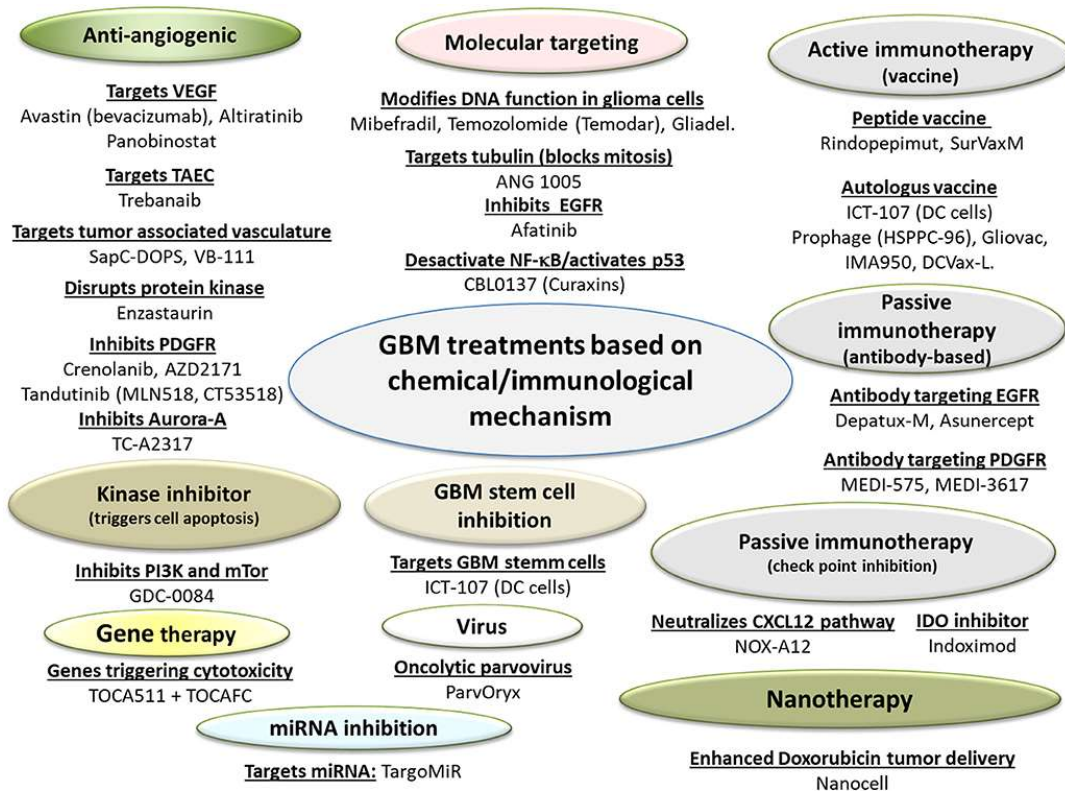 Anti-angiogenic
Targets VEGF
Avastin (bevacizumab), Altiratinib
Panobinostat
Targets TAEC
Trebanaib
Targets tumor associated vasculature
SapC-DOPS, VB-111
Disrupts protein kinase
Enzastaurin
Inhibits PDGFR
Crenolanib, AZD2171
Tandutinib (MLN518, CT53518)
Inhibits Aurora-A
TC-A2317
Molecular targeting
Modifies DNA function in glioma cells
Mibefradil, Temozolomide (Temodar), Gliadel.
Targets tubulin (blocks mitosis)
ANG 1005
Inhibits EGFR
Afatinib
Desactivate NF-κB/activates p53
CBL0137 (Curaxins)
Active immunotherapy
(vaccine)
Peptide vaccine
Rindopepimut, SurVaxM
Autologus vaccine
ICT-107 (DC cells)
Prophage (HSPPC-96), Gliovac,
IMA950, DCVax-L.
GBM treatments based on
chemical/immunological
mechanism
Passive
immunotherapy
(antibody-based)
Antibody targeting EGFR
Depatux-M, Asunercept
Antibody targeting PDGFR
MEDI-575, MEDI-3617
Kinase inhibitor
(triggers cell apoptosis)
Inhibits PI3K and mTor
GDC-0084
GBM stem cell
inhibition
Targets GBM stemm cells
ICT-107 (DC cells)
Passive immunotherapy
(check point inhibition)
Neutralizes CXCL12 pathway
NOX-A12
IDO inhibitor
Indoximod
Gene therapy
Genes triggering cytotoxicity
TOCA511 + TOCAFC
Virus
Oncolytic parvovirus
ParvOryx
miRNA inhibition
Targets miRNA: TargoMiR
Nanotherapy
Enhanced Doxorubicin tumor delivery
Nanocell